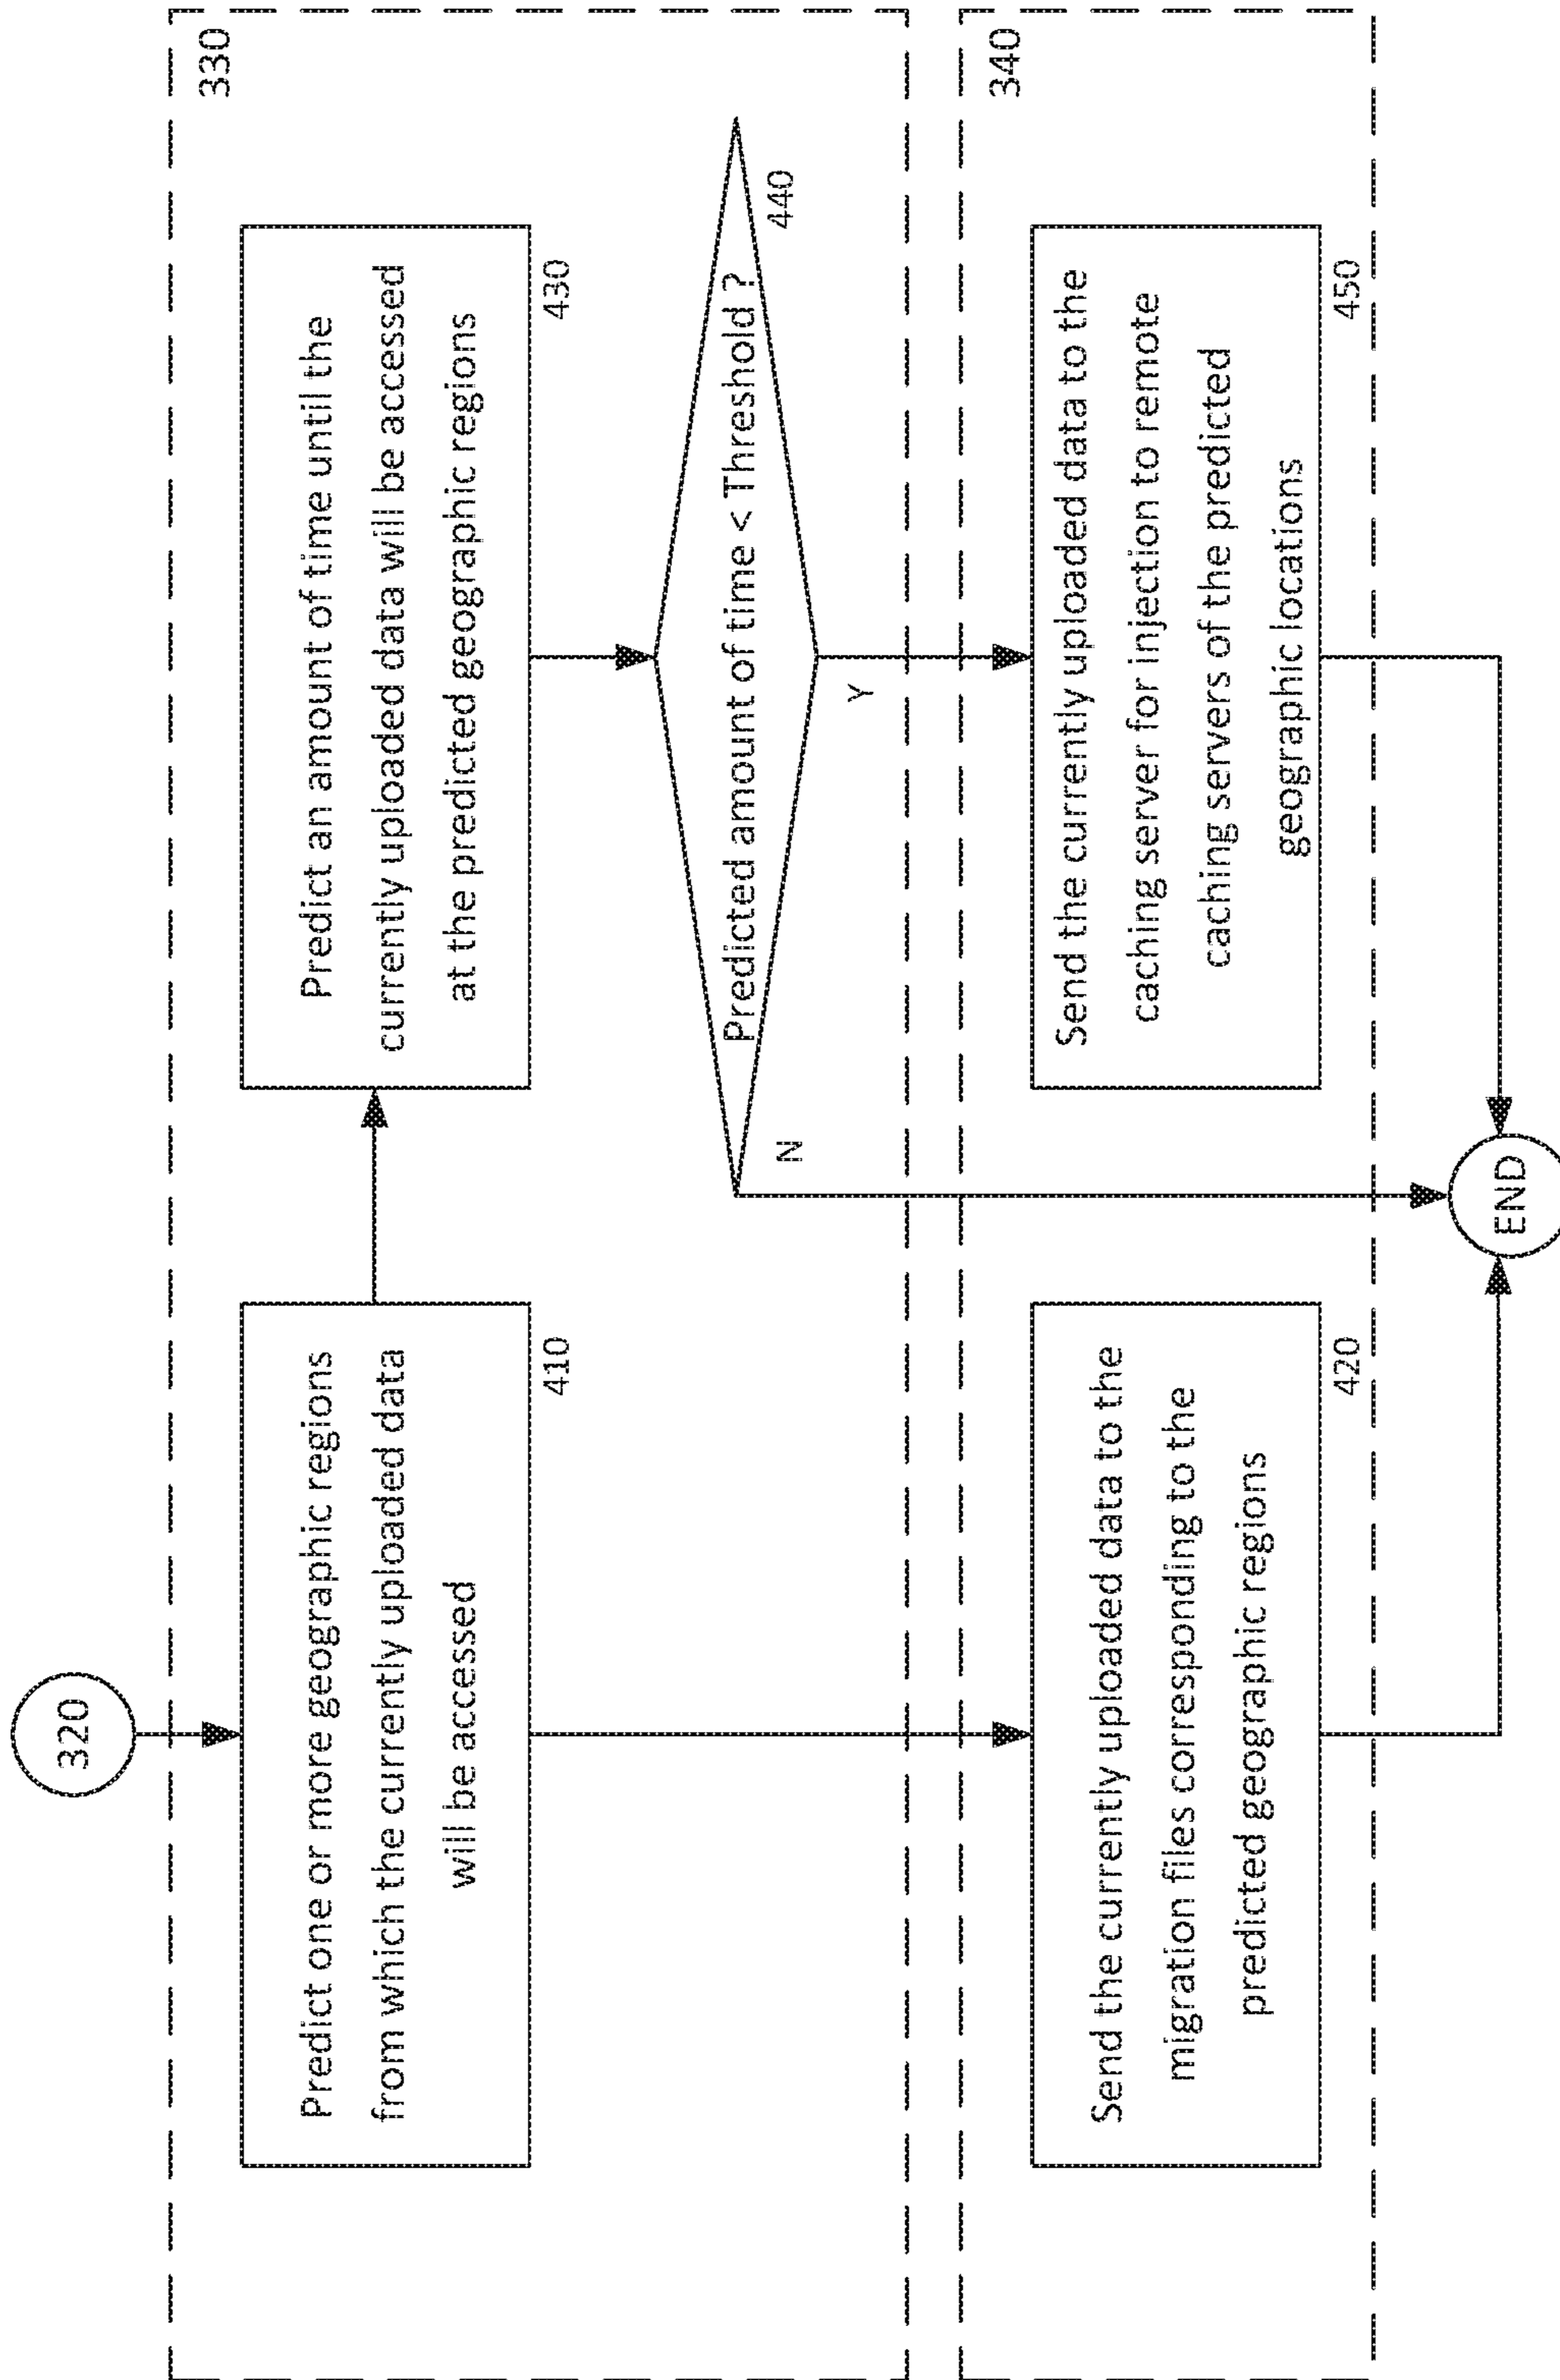 320
330
Predict one or more geographic regions
from which the currently uploaded data
will be accessed
410
Predict an amount of time until the
currently uploaded data will be accessed
at the predicted geographic regions
430
Predicted amount of time < Threshold ?
440
N
Y
340
Send the currently uploaded data to the
migration files corresponding to the
predicted geographic regions
420
Send the currently uploaded data to the
caching server for injection to remote
caching servers of the predicted
geographic locations
450
END